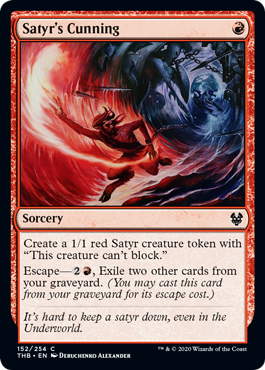 Satyr's Cunning
Sorcery
Create a 1/1 red Satyr creature token with
"This creature can't block."
Escape—2, Exile two other cards from
your graveyard. (You may cast this card
from your graveyard for its escape cost.)
It's hard to keep a satyr down, even in the
Underworld.
152/254 C
THB • EN Deruchenko Alexander
™ & © 2020 Wizards of the Coast